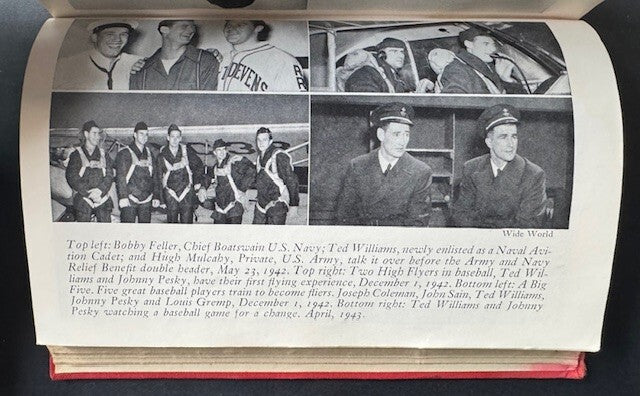 DEVENS
Wide World
Top left: Bobby Feller, Chief Boatswain U.S. Navy; Ted Williams, newly enlisted as a Naval Avi-
tion Cadet; and Hugh Mulcahy, Private, U.S. Army, talk it over before the Army and Navy
Relief Benefit double header, May 23, 1942. Top right: Two High Flyers in baseball, Ted Wil-
liams and Johnny Pesky, have their first flying experience, December 1, 1942. Bottom left: A Big
Five. Five great baseball players train to become fliers. Joseph Coleman, John Sain, Ted Williams,
Johnny Pesky and Louis Gremp, December 1, 1942. Bottom right: Ted Williams and Johnny
Pesky watching a baseball game for a change. April, 1943.